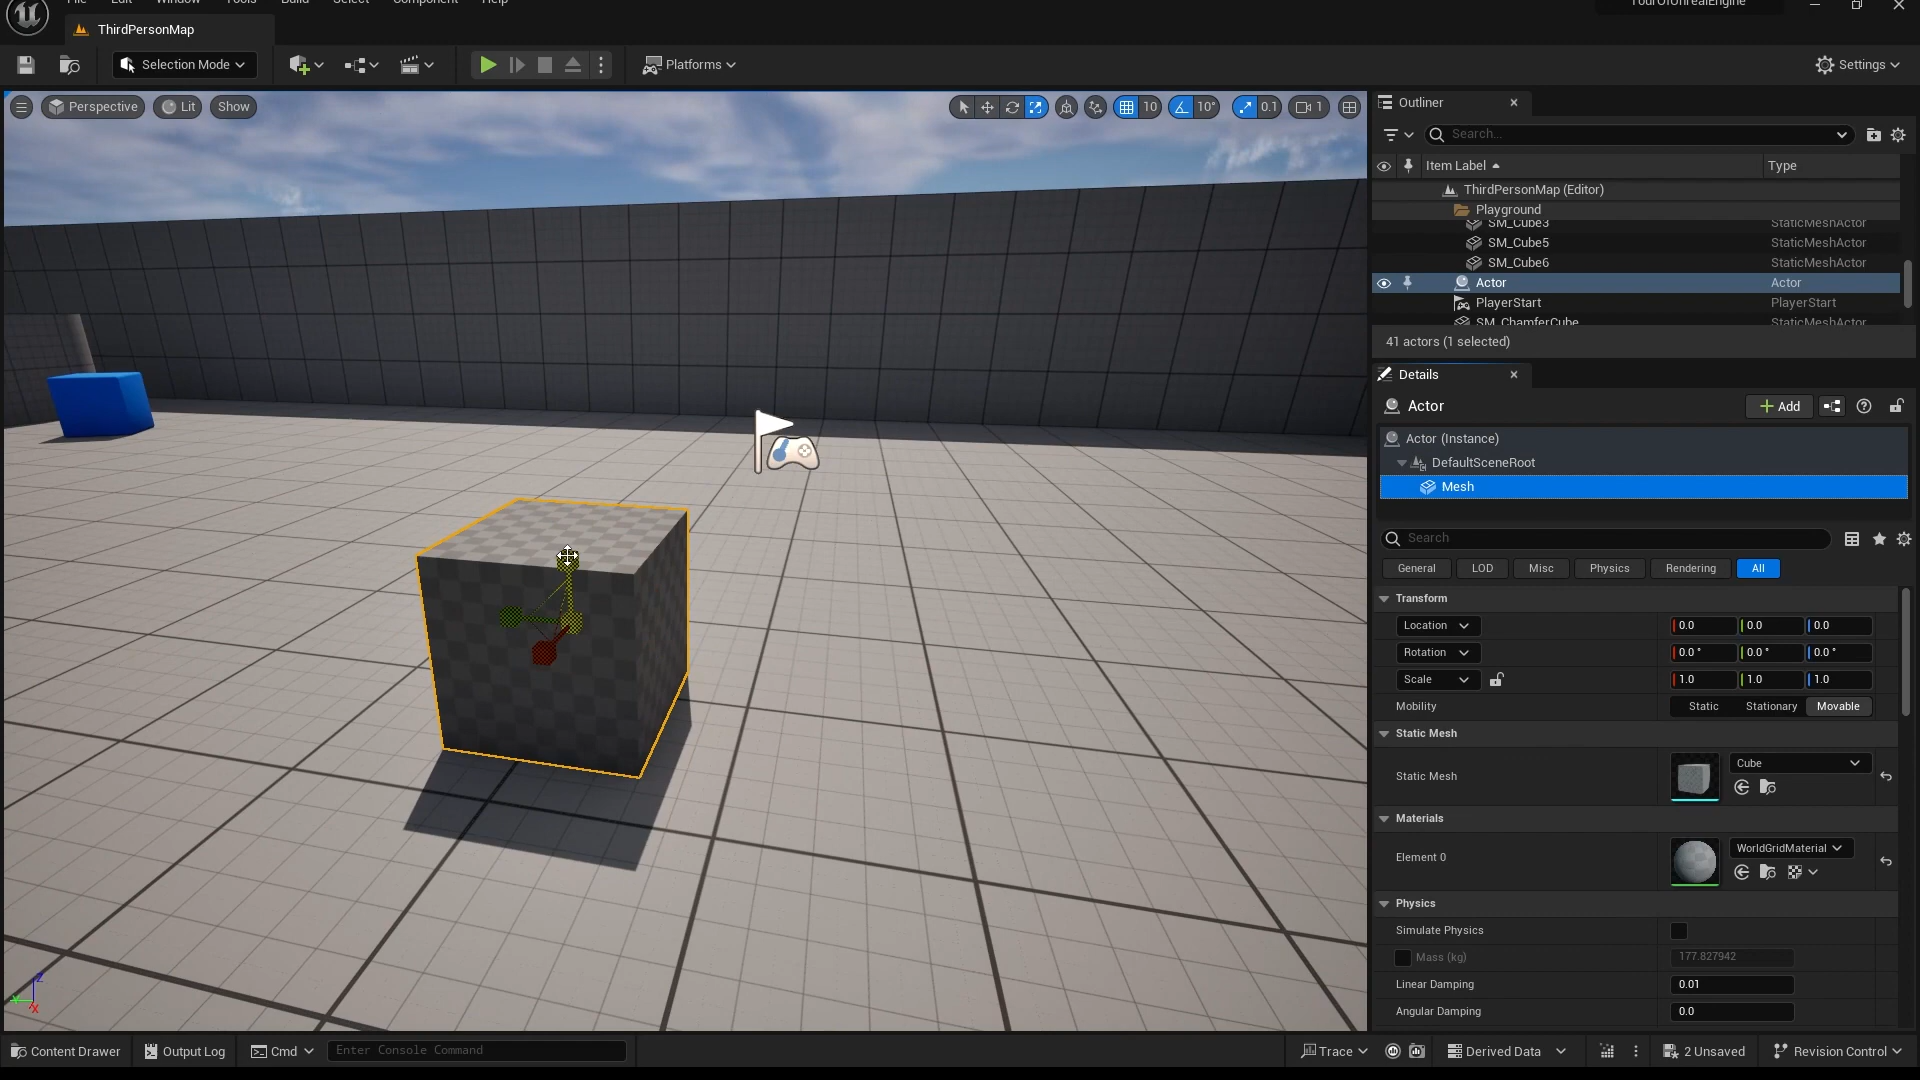 File Edit Window Tools Build Select Component Help
TourOfUnrealEngine
ThirdPersonMap
Selection Mode
Platforms
Settings
Perspective
Lit
Show
10
10°
0.1
1
Outliner
Search...
Item Label
Type
ThirdPersonMap (Editor)
Playground
SM_Cube3 StaticMeshActor
SM_Cube5 StaticMeshActor
SM_Cube6 StaticMeshActor
Actor Actor
PlayerStart PlayerStart
SM_ChamferCube StaticMeshActor
41 actors (1 selected)
Details
Actor
Add
Actor (Instance)
DefaultSceneRoot
Mesh
Search
General LOD Misc Physics Rendering All
Transform
Location 0.0 0.0 0.0
Rotation 0.0 ° 0.0 ° 0.0 °
Scale 1.0 1.0 1.0
Mobility Static Stationary Movable
Static Mesh
Static Mesh Cube
Materials
Element 0 WorldGridMaterial
Physics
Simulate Physics
Mass (kg) 177.827942
Linear Damping 0.01
Angular Damping 0.0
Z
Y
X
Content Drawer
Output Log
Cmd
Enter Console Command
Trace
Derived Data
2 Unsaved
Revision Control